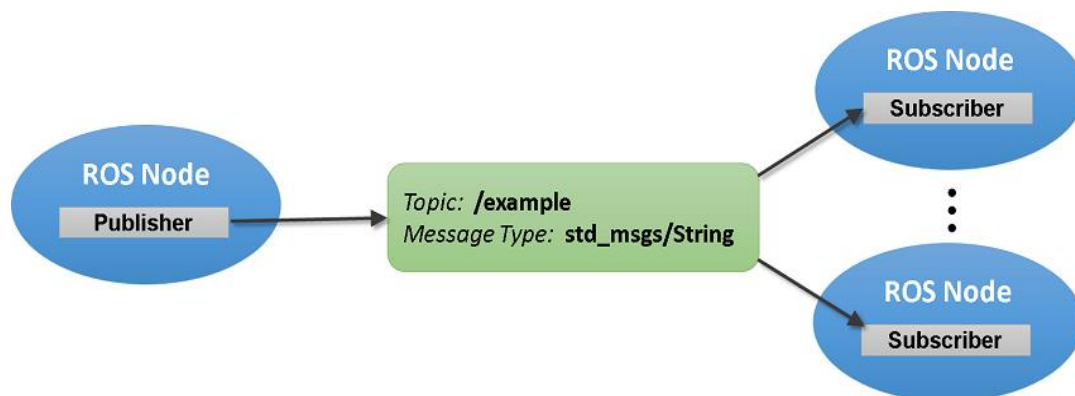 ROS Node
Publisher
Topic: /example
Message Type: std_msgs/String
ROS Node
Subscriber
ROS Node
Subscriber